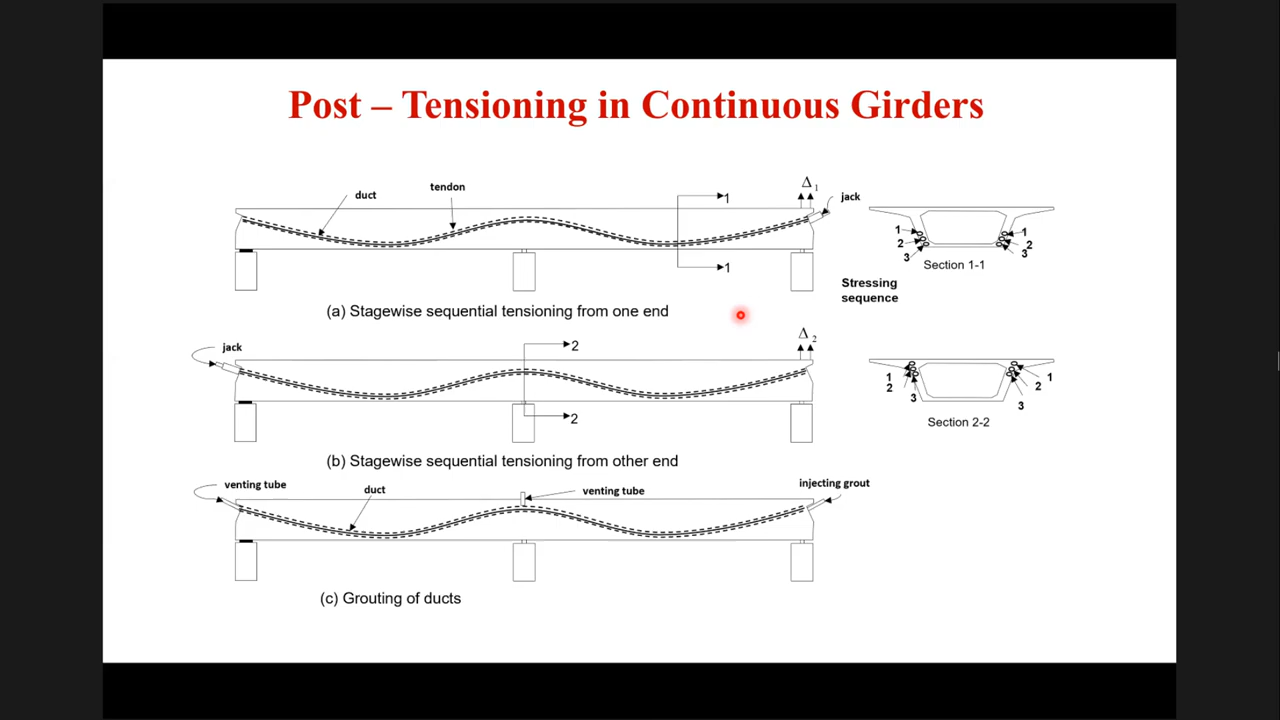 Post – Tensioning in Continuous Girders
duct
tendon
1
Δ1
jack
1
(a) Stagewise sequential tensioning from one end
1
2
3
1
2
3
Section 1-1
Stressing
sequence
jack
2
Δ2
2
(b) Stagewise sequential tensioning from other end
1
2
3
1
2
3
Section 2-2
venting tube
duct
venting tube
injecting grout
(c) Grouting of ducts